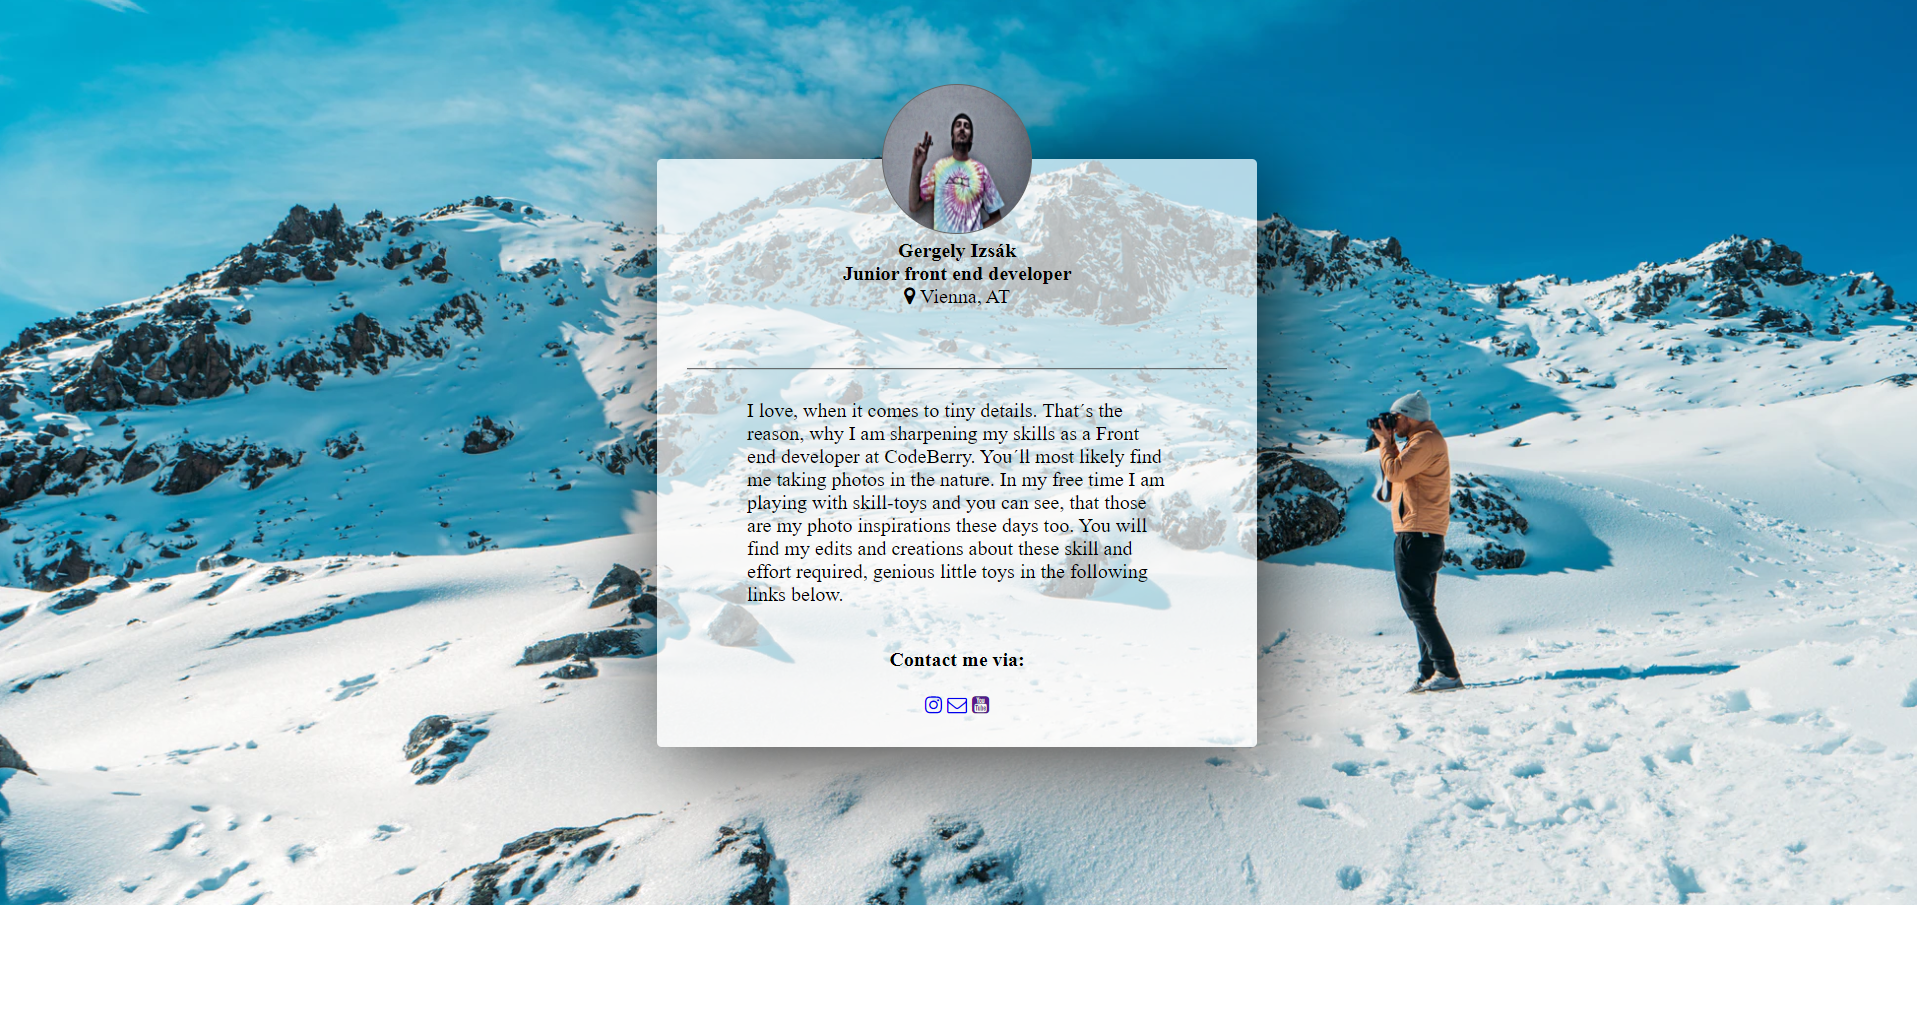 Gergely Izsák
Junior front end developer
Vienna, AT
I love, when it comes to tiny details. That´s the
reason, why I am sharpening my skills as a Front
end developer at CodeBerry. You´ll most likely find
me taking photos in the nature. In my free time I am
playing with skill-toys and you can see, that those
are my photo inspirations these days too. You will
find my edits and creations about these skill and
effort required, genious little toys in the following
links below.
Contact me via:
You
Tube